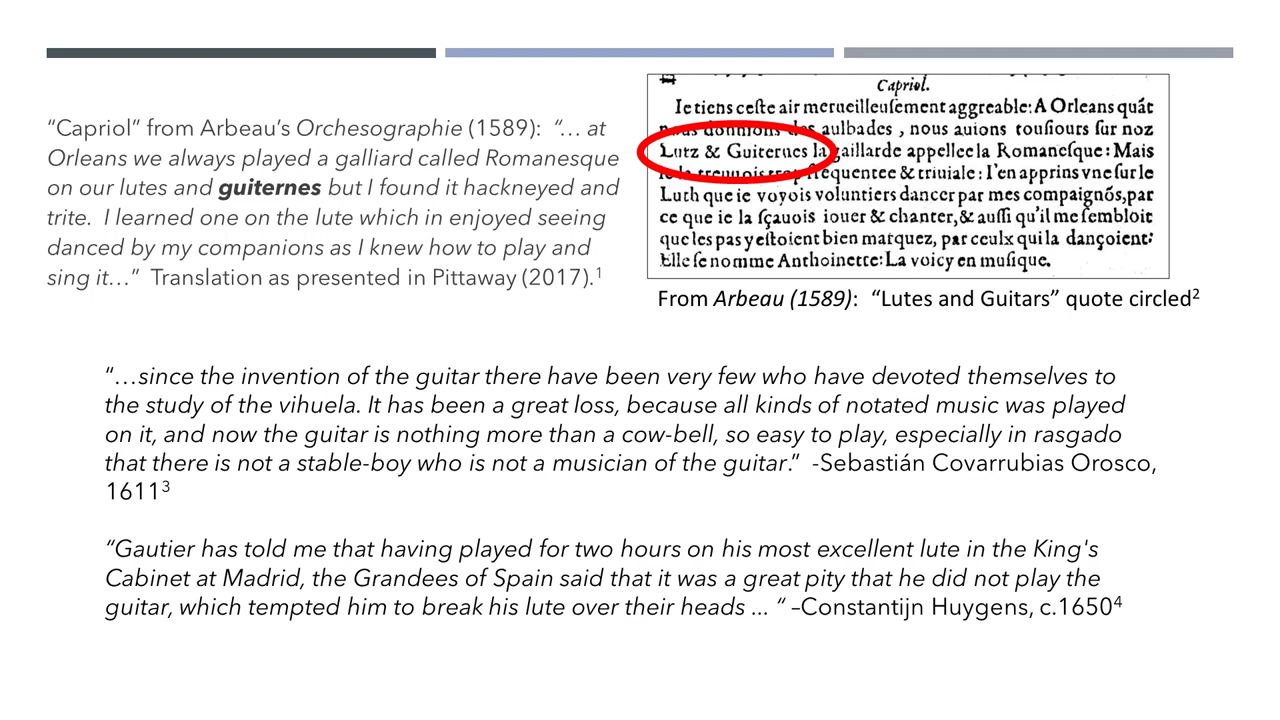 “Capriol” from Arbeau’s Orchesographie (1589): “… at
Orleans we always played a galliard called Romanesque
on our lutes and guiternes but I found it hackneyed and
trite. I learned one on the lute which in enjoyed seeing
danced by my companions as I knew how to play and
sing it…” Translation as presented in Pittaway (2017).1
Capriol.
Ie tiens ceſte air merueilleuſement aggreable: A Orleans quãt
nous donnions des aulbades , nous auions touſiours ſur noz
Lutz & Guiternes la gaillarde appellee la Romaneſque: Mais
frequentee & triuiale : I’en apprins vne ſur le
Luth que ie voyois voluntiers dancer par mes compaignõs, par
ce que ie la ſçauois iouer & chanter, & auſſi qu’il me ſembloit
que les pas y eſtoient bien marquez, par ceulx qui la dançoient:
Elle ſe nomme Anthoinette: La voicy en muſique.
From Arbeau (1589): “Lutes and Guitars” quote circled2
“…since the invention of the guitar there have been very few who have devoted themselves to
the study of the vihuela. It has been a great loss, because all kinds of notated music was played
on it, and now the guitar is nothing more than a cow-bell, so easy to play, especially in rasgado
that there is not a stable-boy who is not a musician of the guitar.” -Sebastián Covarrubias Orosco,
16113
“Gautier has told me that having played for two hours on his most excellent lute in the King's
Cabinet at Madrid, the Grandees of Spain said that it was a great pity that he did not play the
guitar, which tempted him to break his lute over their heads ... “ –Constantijn Huygens, c.16504